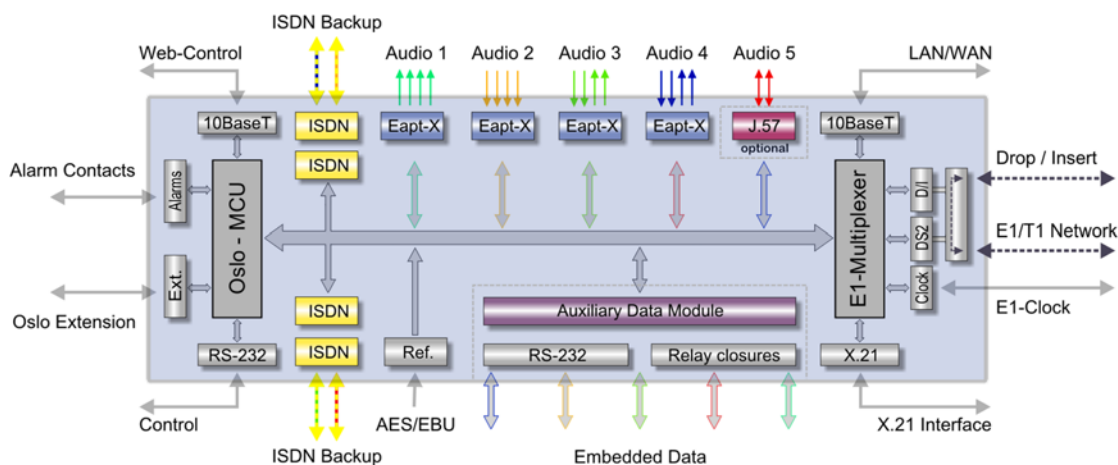 ISDN Backup
Web-Control
Audio 1
Audio 2
Audio 3
Audio 4
Audio 5
LAN/WAN
10BaseT
ISDN
Eapt-X
Eapt-X
Eapt-X
Eapt-X
J.57
10BaseT
optional
ISDN
Alarm Contacts
Alarms
Oslo - MCU
E1-Multiplexer
D/I
Drop / Insert
DS2
E1/T1 Network
Ext.
Clock
E1-Clock
Oslo Extension
ISDN
Auxiliary Data Module
RS-232
ISDN
Ref.
RS-232
Relay closures
X.21
Control
AES/EBU
X.21 Interface
ISDN Backup
Embedded Data